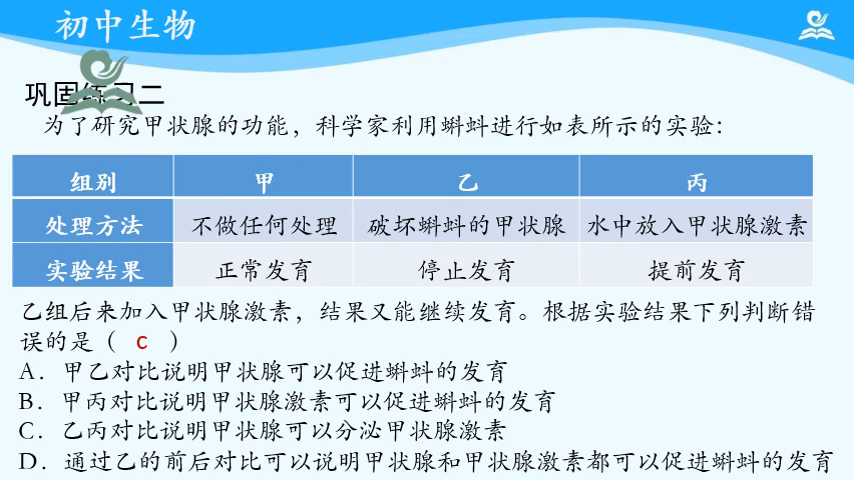 初中生物
巩固练习二
为了研究甲状腺的功能，科学家利用蝌蚪进行如表所示的实验：
组别 甲 乙 丙
处理方法 不做任何处理 破坏蝌蚪的甲状腺 水中放入甲状腺激素
实验结果 正常发育 停止发育 提前发育
乙组后来加入甲状腺激素，结果又能继续发育。根据实验结果下列判断错
误的是（ c ）
A．甲乙对比说明甲状腺可以促进蝌蚪的发育
B．甲丙对比说明甲状腺激素可以促进蝌蚪的发育
C．乙丙对比说明甲状腺可以分泌甲状腺激素
D．通过乙的前后对比可以说明甲状腺和甲状腺激素都可以促进蝌蚪的发育